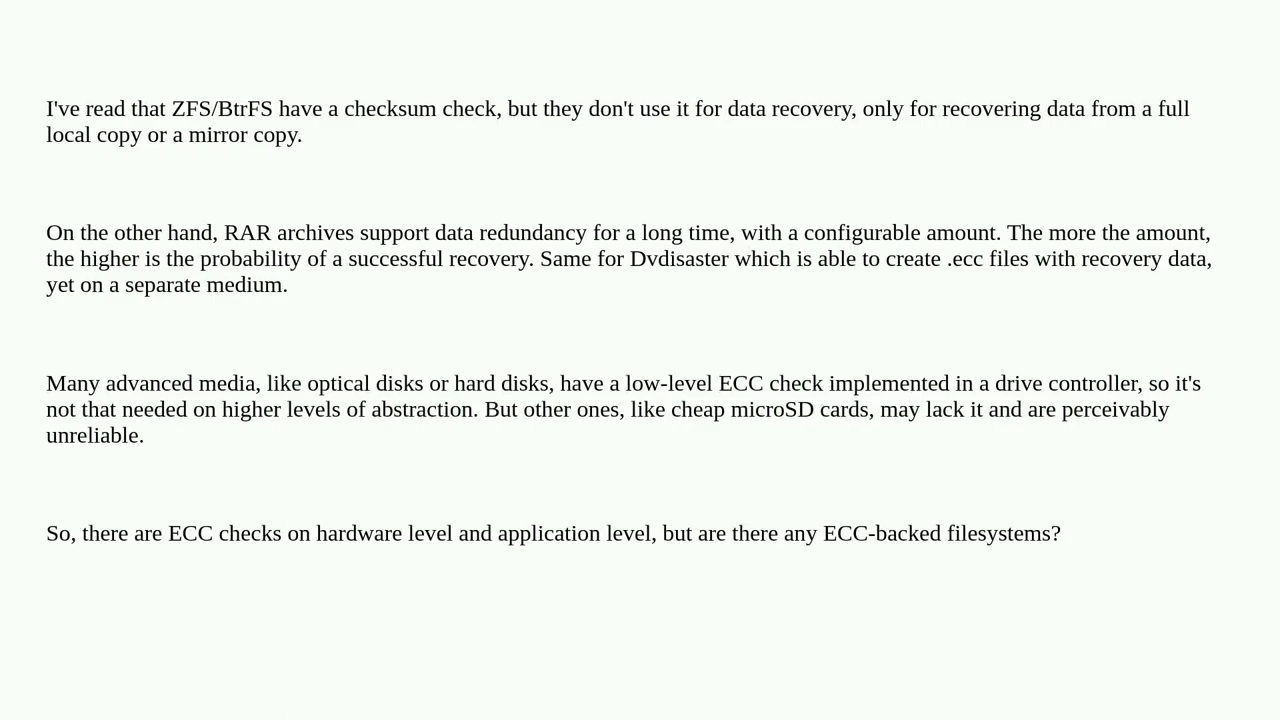 I've read that ZFS/BtrFS have a checksum check, but they don't use it for data recovery, only for recovering data from a full
local copy or a mirror copy.
On the other hand, RAR archives support data redundancy for a long time, with a configurable amount. The more the amount,
the higher is the probability of a successful recovery. Same for Dvdisaster which is able to create .ecc files with recovery data,
yet on a separate medium.
Many advanced media, like optical disks or hard disks, have a low-level ECC check implemented in a drive controller, so it's
not that needed on higher levels of abstraction. But other ones, like cheap microSD cards, may lack it and are perceivably
unreliable.
So, there are ECC checks on hardware level and application level, but are there any ECC-backed filesystems?